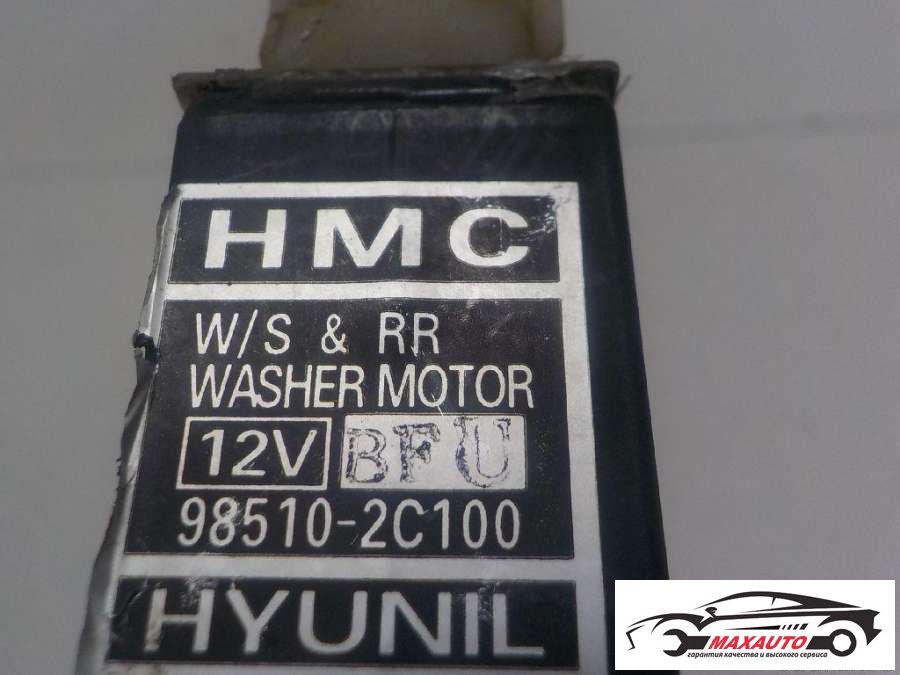 HMC
W/S & RR
WASHER MOTOR
12V BFU
98510-2C100
HYUNIL
MAXAUTO
гарантия качества и высокого сервиса